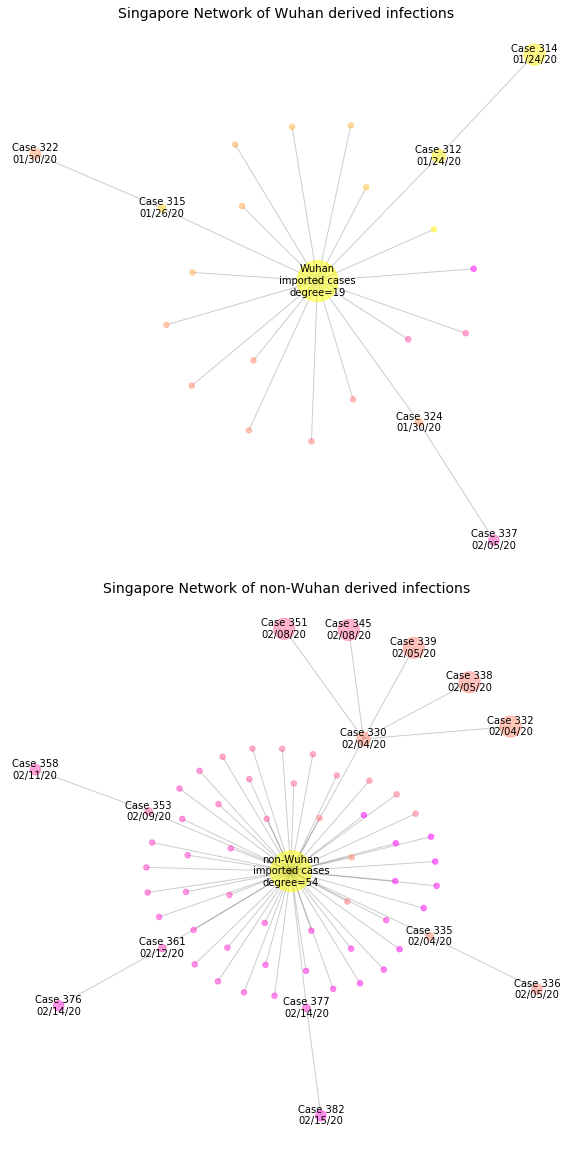 Singapore Network of Wuhan derived infections
Case 314
01/24/20
Case 322
01/30/20
Case 312
01/24/20
Case 315
01/26/20
Wuhan
imported cases
degree=19
Case 324
01/30/20
Case 337
02/05/20
Singapore Network of non-Wuhan derived infections
Case 351
02/08/20
Case 345
02/08/20
Case 339
02/05/20
Case 338
02/05/20
Case 332
02/04/20
Case 330
02/04/20
Case 358
02/11/20
Case 353
02/09/20
non-Wuhan
imported cases
degree=54
Case 335
02/04/20
Case 361
02/12/20
Case 336
02/05/20
Case 376
02/14/20
Case 377
02/14/20
Case 382
02/15/20